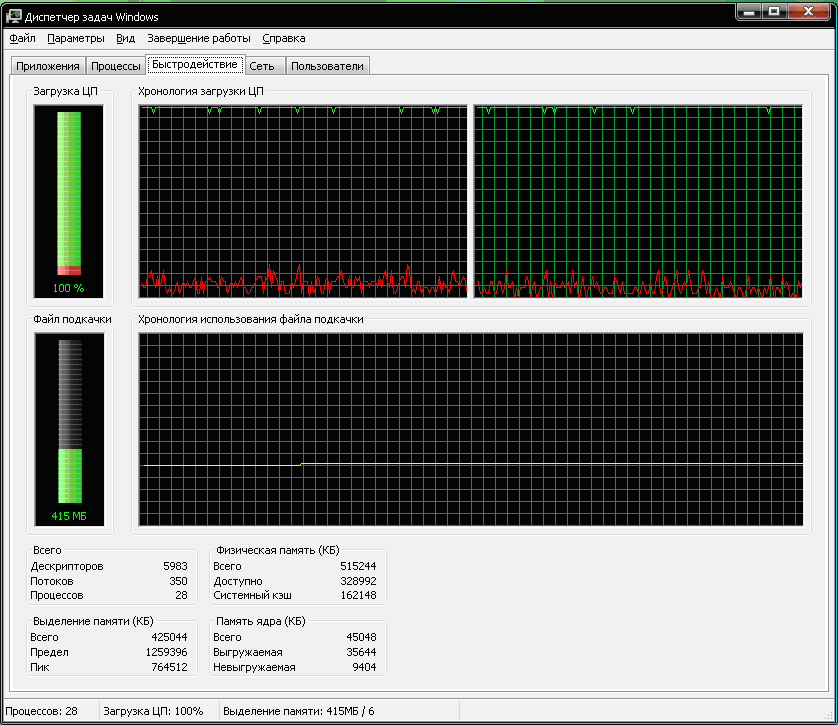 Диспетчер задач Windows
Файл Параметры Вид Завершение работы Справка
Приложения Процессы Быстродействие Сеть Пользователи
Загрузка ЦП
Хронология загрузки ЦП
100 %
Файл подкачки
Хронология использования файла подкачки
415 МБ
Всего
Дескрипторов 5983
Потоков 350
Процессов 28
Физическая память (КБ)
Всего 515244
Доступно 328992
Системный кэш 162148
Выделение памяти (КБ)
Всего 425044
Предел 1259396
Пик 764512
Память ядра (КБ)
Всего 45048
Выгружаемая 35644
Невыгружаемая 9404
Процессов: 28 Загрузка ЦП: 100% Выделение памяти: 415МБ / 6